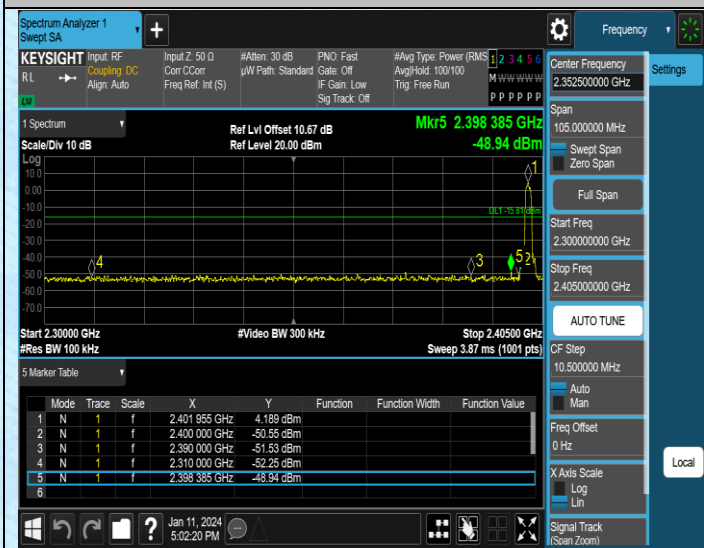 Spectrum Analyzer 1
Swept SA
Frequency
KEYSIGHT
RL
LXI
Input: RF
Coupling: DC
Align: Auto
Input Z: 50 Ω
Corr CCorr
Freq Ref: Int (S)
#Atten: 30 dB
µW Path: Standard
PNO: Fast
Gate: Off
IF Gain: Low
Sig Track: Off
#Avg Type: Power (RMS
Avg|Hold: 100/100
Trig: Free Run
1 2 3 4 5 6
M W W W W W
P P P P P P
Center Frequency
2.352500000 GHz
Settings
Span
105.000000 MHz
Swept Span
Zero Span
Full Span
Start Freq
2.300000000 GHz
Stop Freq
2.405000000 GHz
AUTO TUNE
CF Step
10.500000 MHz
Auto
Man
Freq Offset
0 Hz
X Axis Scale
Log
Lin
Local
Signal Track
(Span Zoom)
1 Spectrum
Scale/Div 10 dB
Ref Lvl Offset 10.67 dB
Ref Level 20.00 dBm
Mkr5 2.398 385 GHz
-48.94 dBm
Log
10.0
0.00
-10.0
-20.0
-30.0
-40.0
-50.0
-60.0
-70.0
1
DL1 -15.81 dBm
4
3
5
2
Start 2.30000 GHz
#Video BW 300 kHz
Stop 2.40500 GHz
#Res BW 100 kHz
Sweep 3.87 ms (1001 pts)
5 Marker Table
Mode Trace Scale X Y Function Function Width Function Value
1 N 1 f 2.401 955 GHz 4.189 dBm
2 N 1 f 2.400 000 GHz -50.55 dBm
3 N 1 f 2.390 000 GHz -51.53 dBm
4 N 1 f 2.310 000 GHz -52.25 dBm
5 N 1 f 2.398 385 GHz -48.94 dBm
6
Jan 11, 2024
5:02:20 PM